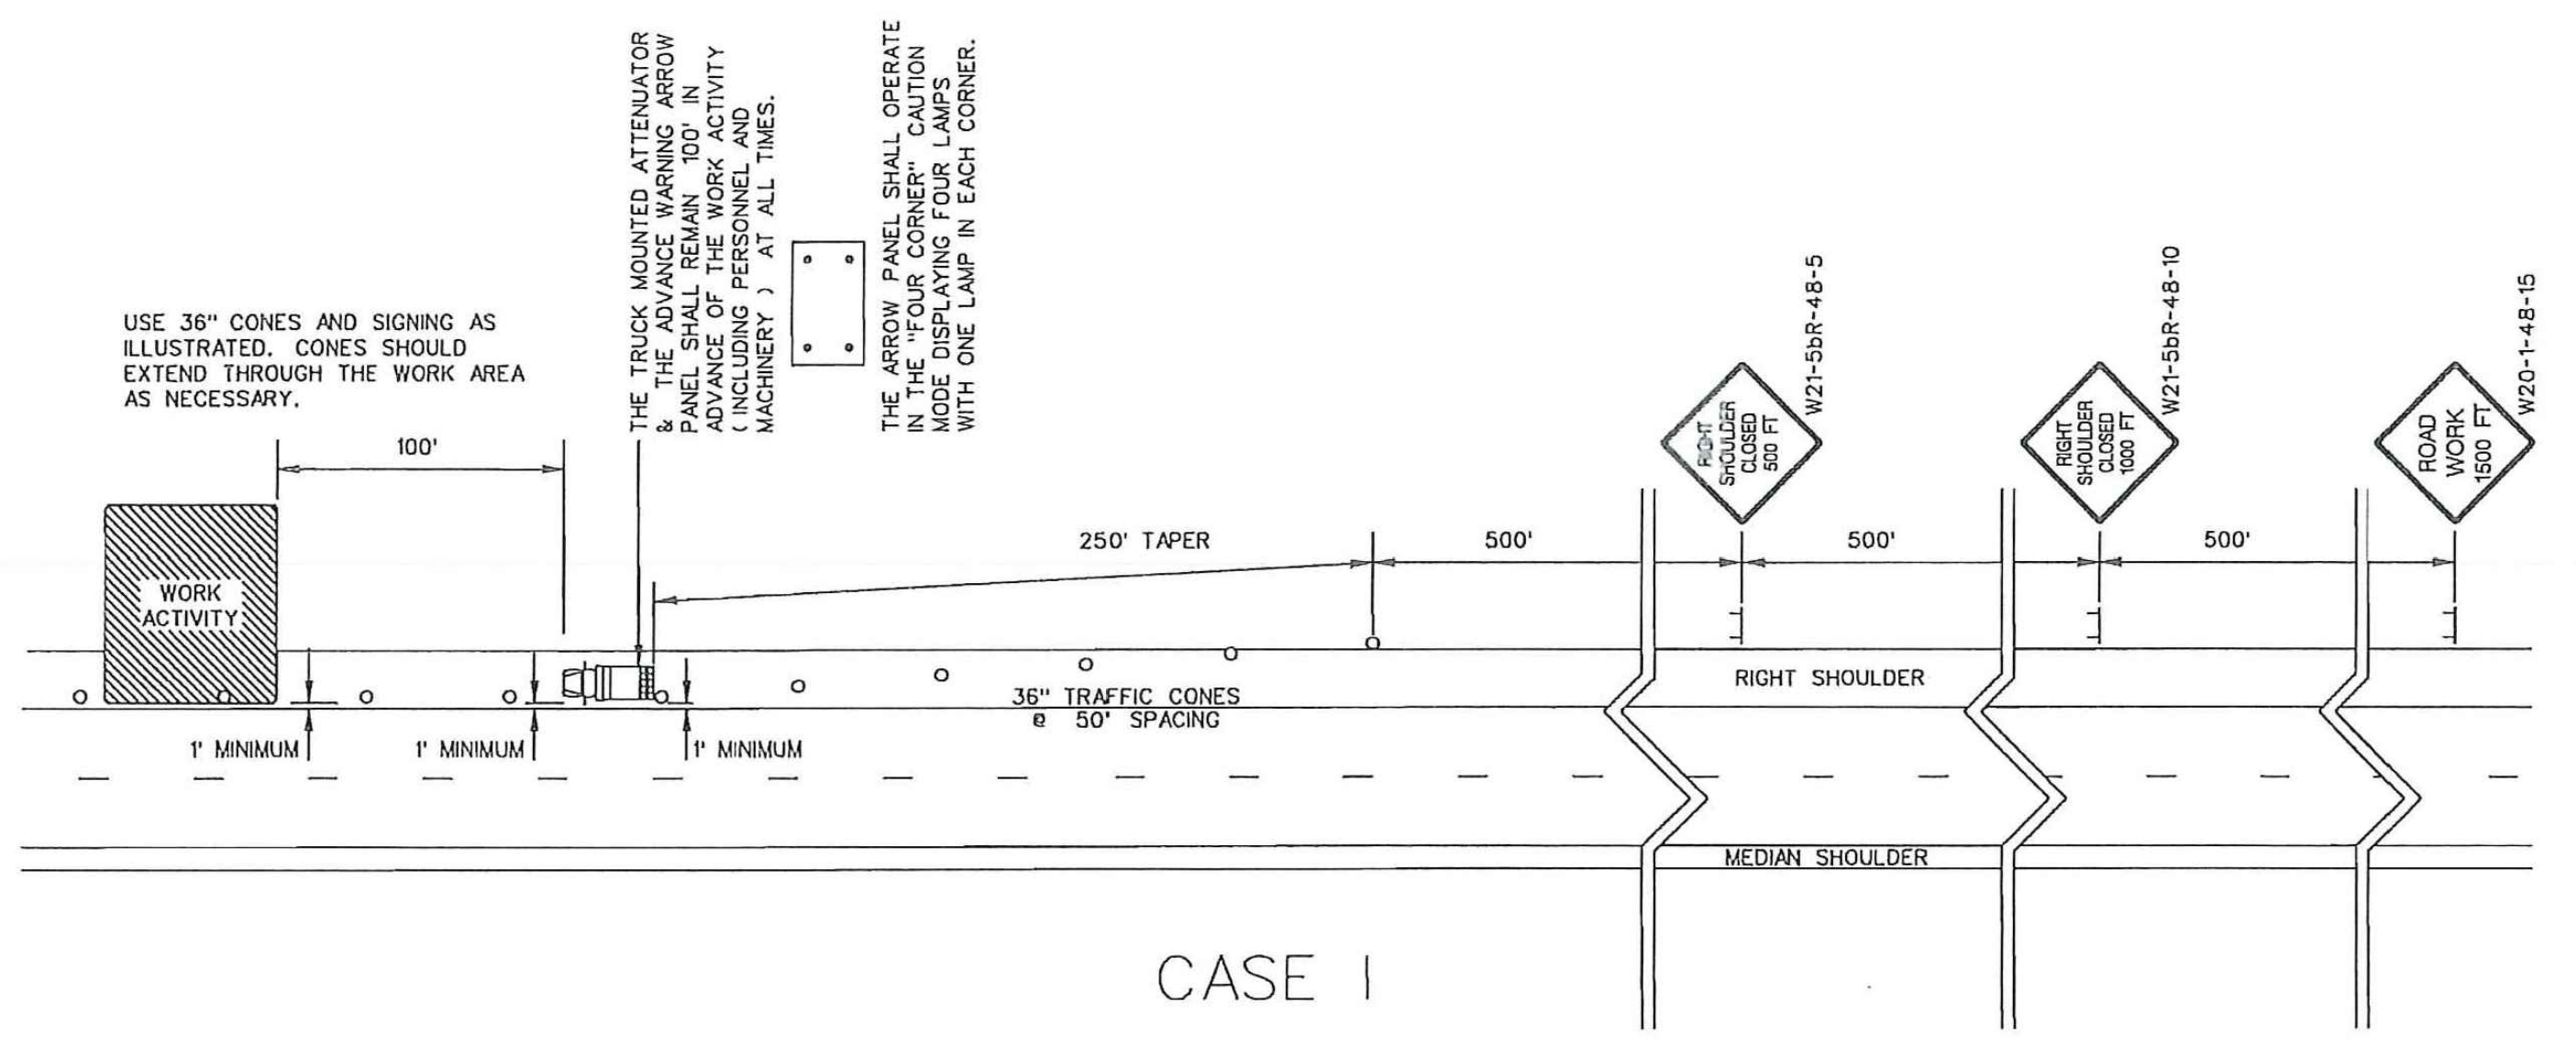 USE 36" CONES AND SIGNING AS
ILLUSTRATED. CONES SHOULD
EXTEND THROUGH THE WORK AREA
AS NECESSARY.
THE TRUCK MOUNTED ATTENUATOR
& THE ADVANCE WARNING ARROW
PANEL SHALL REMAIN 100' IN
ADVANCE OF THE WORK ACTIVITY
( INCLUDING PERSONNEL AND
MACHINERY ) AT ALL TIMES.
THE ARROW PANEL SHALL OPERATE
IN THE "FOUR CORNER" CAUTION
MODE DISPLAYING FOUR LAMPS
WITH ONE LAMP IN EACH CORNER.
W21-5bR-48-5
RIGHT
SHOULDER
CLOSED
500 FT
W21-5bR-48-10
RIGHT
SHOULDER
CLOSED
1000 FT
W20-1-48-15
ROAD
WORK
1500 FT
100'
250' TAPER
500'
500'
500'
WORK
ACTIVITY
RIGHT SHOULDER
36" TRAFFIC CONES
@ 50' SPACING
1' MINIMUM
1' MINIMUM
1' MINIMUM
MEDIAN SHOULDER
CASE I